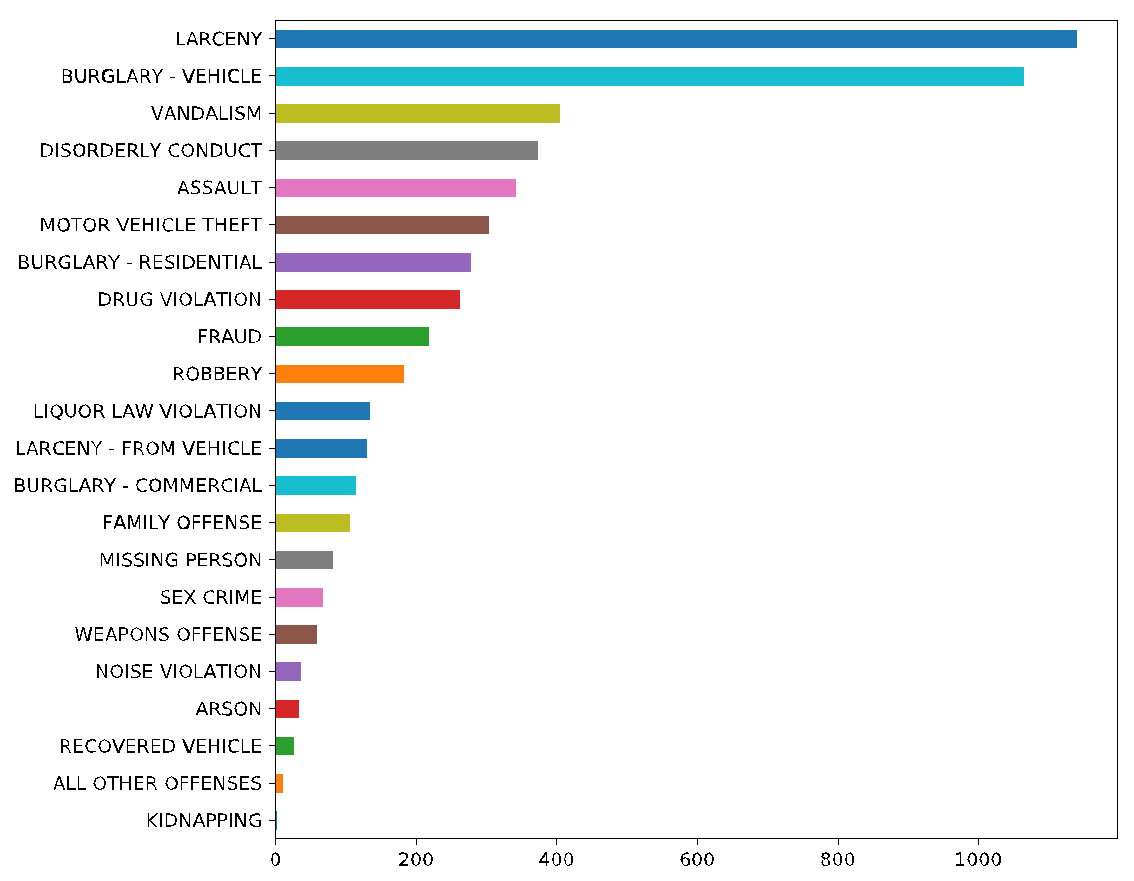 LARCENY
BURGLARY - VEHICLE
VANDALISM
DISORDERLY CONDUCT
ASSAULT
MOTOR VEHICLE THEFT
BURGLARY - RESIDENTIAL
DRUG VIOLATION
FRAUD
ROBBERY
LIQUOR LAW VIOLATION
LARCENY - FROM VEHICLE
BURGLARY - COMMERCIAL
FAMILY OFFENSE
MISSING PERSON
SEX CRIME
WEAPONS OFFENSE
NOISE VIOLATION
ARSON
RECOVERED VEHICLE
ALL OTHER OFFENSES
KIDNAPPING
0 200 400 600 800 1000